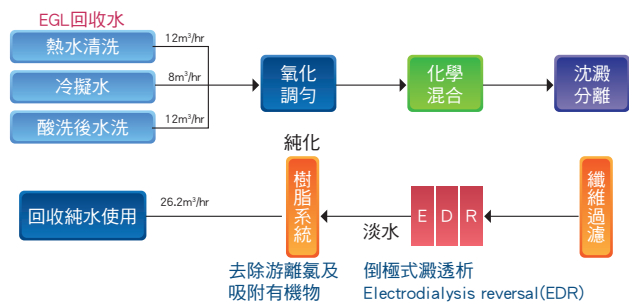 EGL回收水
熱水清洗
12m³/hr
冷擬水
8m³/hr
酸洗後水洗
12m³/hr
氧化
調勻
化學
混合
沈澱
分離
純化
回收純水使用
26.2m³/hr
樹脂系統
淡水
E D R
纖維過濾
去除游離氯及
吸附有機物
倒極式澱透析
Electrodialysis reversal(EDR)